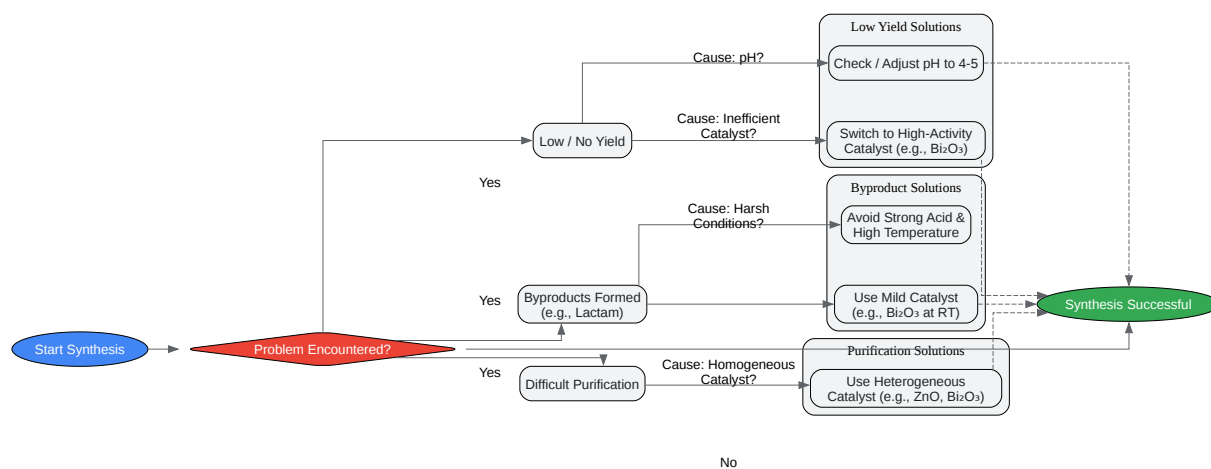 Low Yield Solutions
Cause: pH?
Check / Adjust pH to 4-5
Cause: Inefficient
Catalyst?
Low / No Yield
Switch to High-Activity
Catalyst (e.g., Bi₂O₃)
Yes
Byproduct Solutions
Cause: Harsh
Conditions?
Avoid Strong Acid &
High Temperature
Yes
Byproducts Formed
(e.g., Lactam)
Use Mild Catalyst
(e.g., Bi₂O₃ at RT)
Synthesis Successful
Start Synthesis
Problem Encountered?
Purification Solutions
Yes
Difficult Purification
Cause: Homogeneous
Catalyst?
Use Heterogeneous
Catalyst (e.g., ZnO, Bi₂O₃)
No